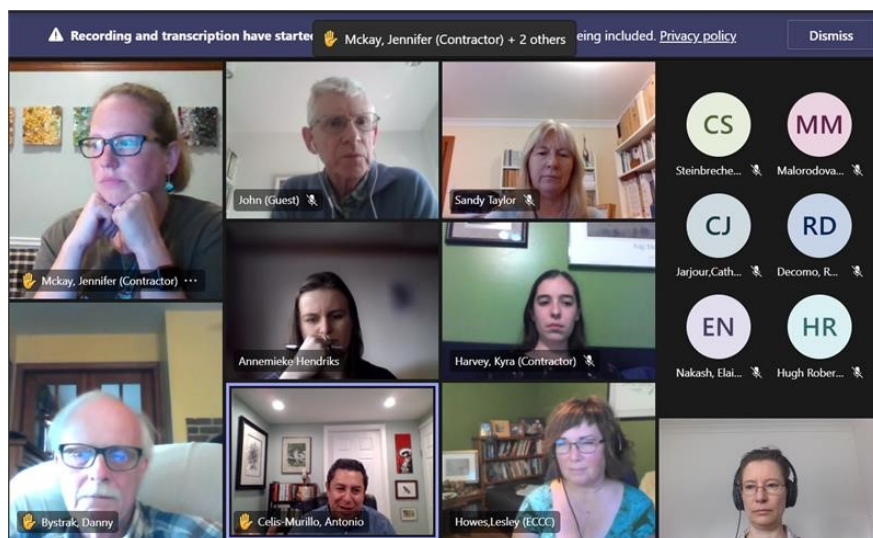 Recording and transcription have starte
Mckay, Jennifer (Contractor) + 2 others
eing included. Privacy policy
Dismiss
Mckay, Jennifer (Contractor) ...
John (Guest)
Sandy Taylor
CS
Steinbreche...
MM
Malorodova...
CJ
Jarjour,Cath...
RD
Decomo, R...
EN
Nakash, Elai...
HR
Hugh Rober...
Annemieke Hendriks
Harvey, Kyra (Contractor)
Bystrak, Danny
Celis-Murillo, Antonio
Howes,Lesley (ECCC)